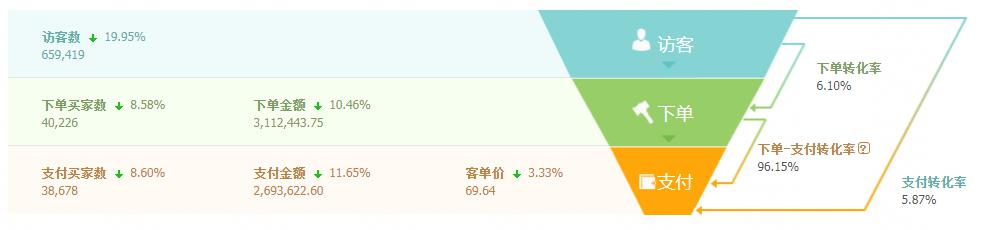 访客数 19.95%
659,419
访客
下单转化率
6.10%
下单买家数 8.58% 下单金额 10.46%
40,226 3,112,443.75
下单
下单-支付转化率?
96.15%
支付买家数 8.60% 支付金额 11.65% 客单价 3.33%
38,678 2,693,622.60 69.64
支付
支付转化率
5.87%